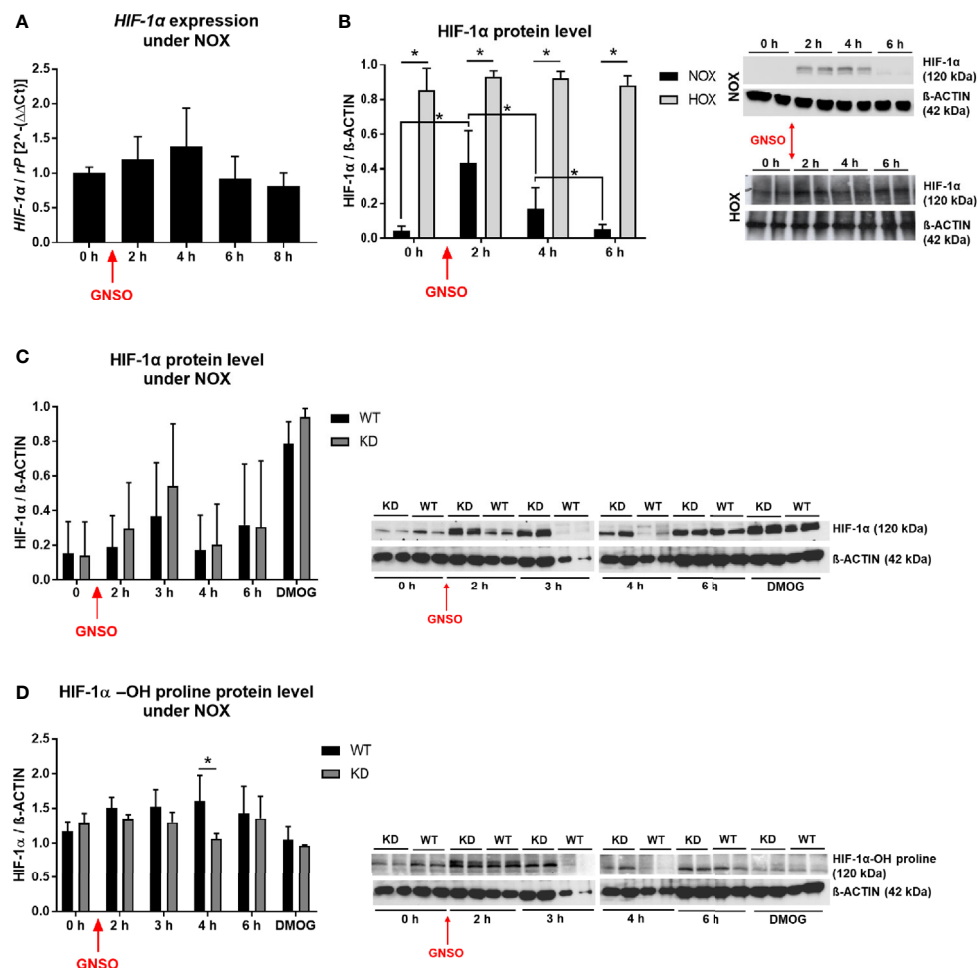 A
HIF-1α expression
under NOX
HIF-1α / rP [2^-(ΔΔCt)]
2.5
2.0
1.5
1.0
0.5
0.0
0 h 2 h 4 h 6 h 8 h
GNSO
B
HIF-1α protein level
HIF-1α / ß-ACTIN
1.0
0.8
0.6
0.4
0.2
0.0
* * * *
* * *
0 h 2 h 4 h 6 h
GNSO
NOX
HOX
0 h 2 h 4 h 6 h
NOX
HIF-1α
(120 kDa)
ß-ACTIN
(42 kDa)
GNSO
0 h 2 h 4 h 6 h
HOX
HIF-1α
(120 kDa)
ß-ACTIN
(42 kDa)
C
HIF-1α protein level
under NOX
HIF-1α / ß-ACTIN
1.0
0.8
0.6
0.4
0.2
0.0
0 2 h 3 h 4 h 6 h DMOG
GNSO
WT
KD
KD WT KD WT KD WT KD WT KD WT KD WT
HIF-1α (120 kDa)
ß-ACTIN (42 kDa)
0 h 2 h 3 h 4 h 6 h DMOG
GNSO
D
HIF-1α –OH proline protein level
under NOX
HIF-1α / ß-ACTIN
2.5
2.0
1.5
1.0
0.5
0.0
*
0 h 2 h 3 h 4 h 6 h DMOG
GNSO
WT
KD
KD WT KD WT KD WT KD WT KD WT KD WT
HIF-1α-OH proline
(120 kDa)
ß-ACTIN (42 kDa)
0 h 2 h 3 h 4 h 6 h DMOG
GNSO